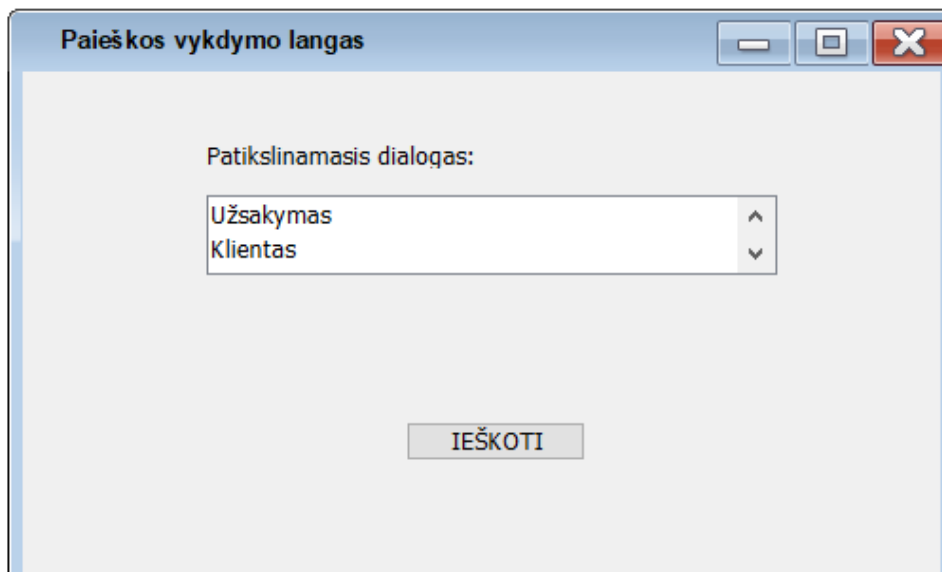 Paieškos vykdymo langas
Patikslinamasis dialogas:
Užsakymas
Klientas
IEŠKOTI